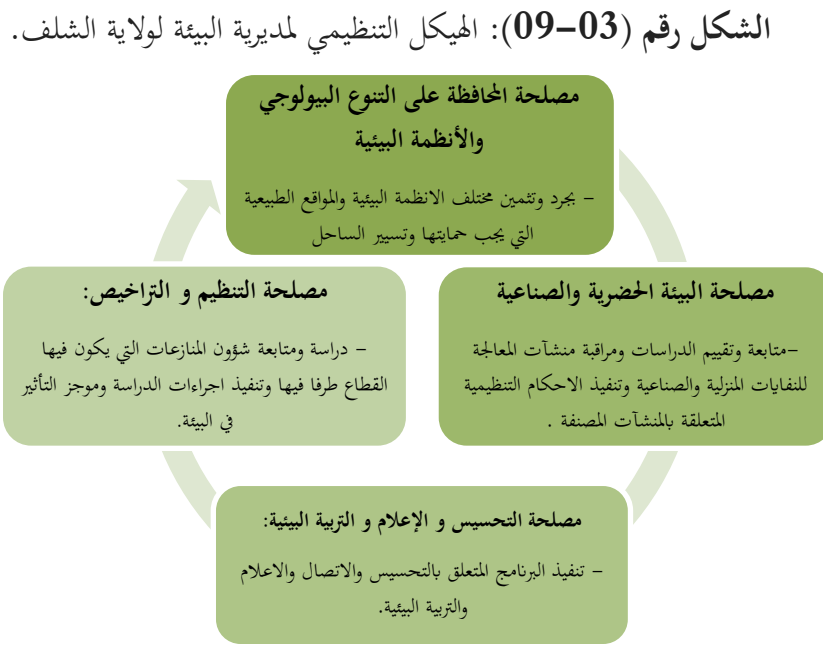 الشكل رقم (03-09): الهيكل التنظيمي لمديرية البيئة لولاية الشلف.
مصلحة المحافظة على التنوع البيولوجي
والأنظمة البيئية
- بجرد وتثمين مختلف الانظمة البيئية والمواقع الطبيعية
التي يجب حمايتها وتسيير الساحل
مصلحة البيئة الحضرية والصناعية
-متابعة وتقييم الدراسات ومراقبة منشآت المعالجة
للنفايات المنزلية والصناعية وتنفيذ الاحكام التنظيمية
المتعلقة بالمنشآت المصنفة .
مصلحة التحسيس و الإعلام و التربية البيئية:
- تنفيذ البرنامج المتعلق بالتحسيس والاتصال والاعلام
والتربية البيئية.
مصلحة التنظيم و التراخيص:
- دراسة ومتابعة شؤون المنازعات التي يكون فيها
القطاع طرفا فيها وتنفيذ اجراءات الدراسة وموجز التأثير
في البيئة.